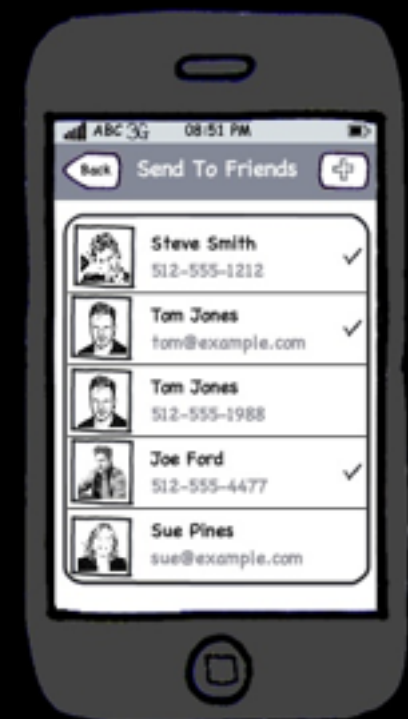 ABC 3G 08:51 PM
Back Send To Friends
Steve Smith
512-555-1212
Tom Jones
tom@example.com
Tom Jones
512-555-1988
Joe Ford
512-555-4477
Sue Pines
sue@example.com